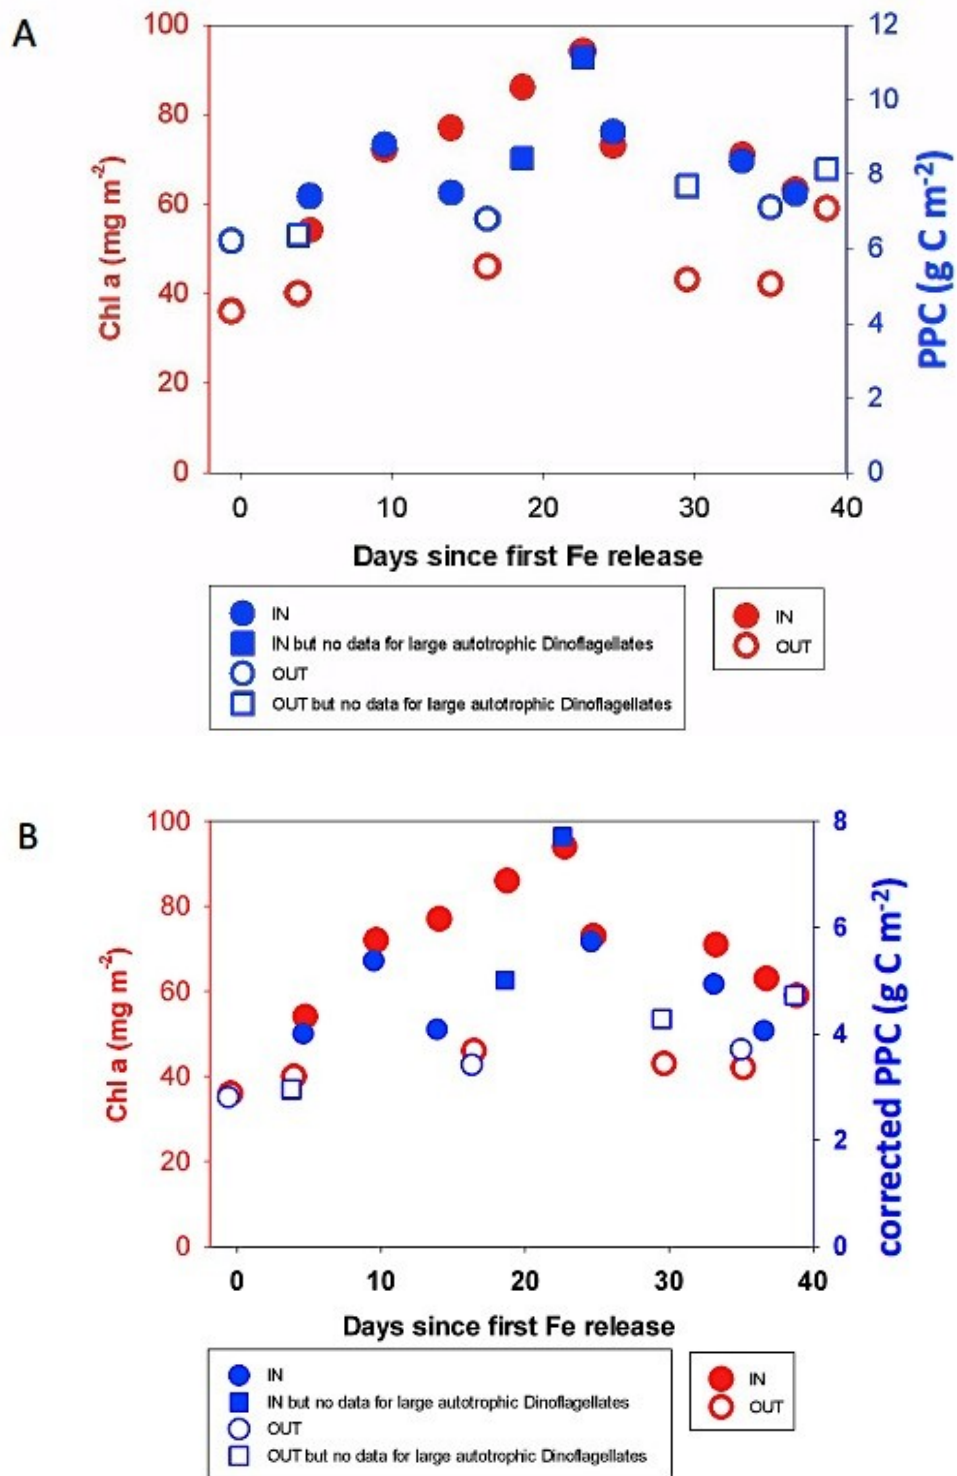 A
100
80
60
40
20
0
Chl a (mg m-2)
12
10
8
6
4
2
0
PPC (g C m-2)
0 10 20 30 40
Days since first Fe release
IN
IN but no data for large autotrophic Dinoflagellates
OUT
OUT but no data for large autotrophic Dinoflagellates
IN
OUT
B
100
80
60
40
20
0
Chl a (mg m-2)
8
6
4
2
0
corrected PPC (g C m-2)
0 10 20 30 40
Days since first Fe release
IN
IN but no data for large autotrophic Dinoflagellates
OUT
OUT but no data for large autotrophic Dinoflagellates
IN
OUT